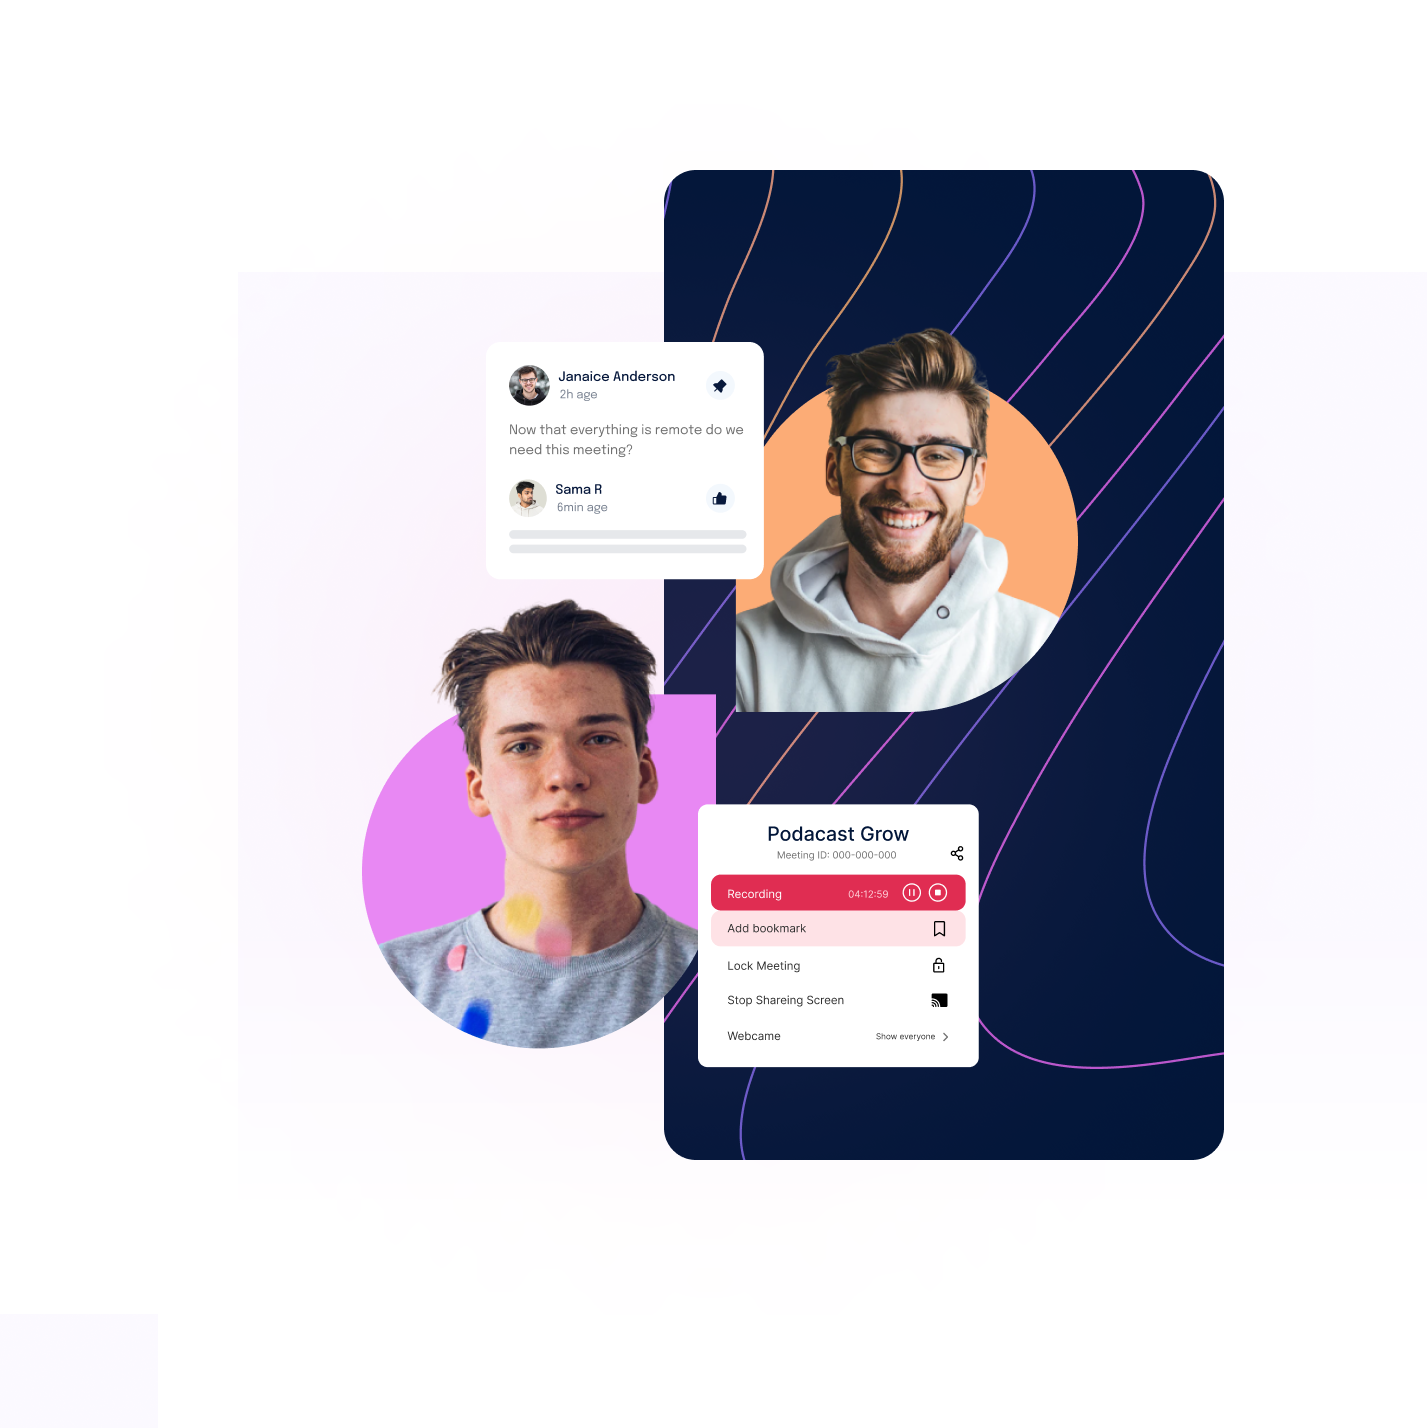 Janaice Anderson
2h age
Now that everything is remote do we
need this meeting?
Sama R
6min age
Podacast Grow
Meeting ID: 000-000-000
Recording 04:12:59
Add bookmark
Lock Meeting
Stop Shareing Screen
Webcame Show everyone